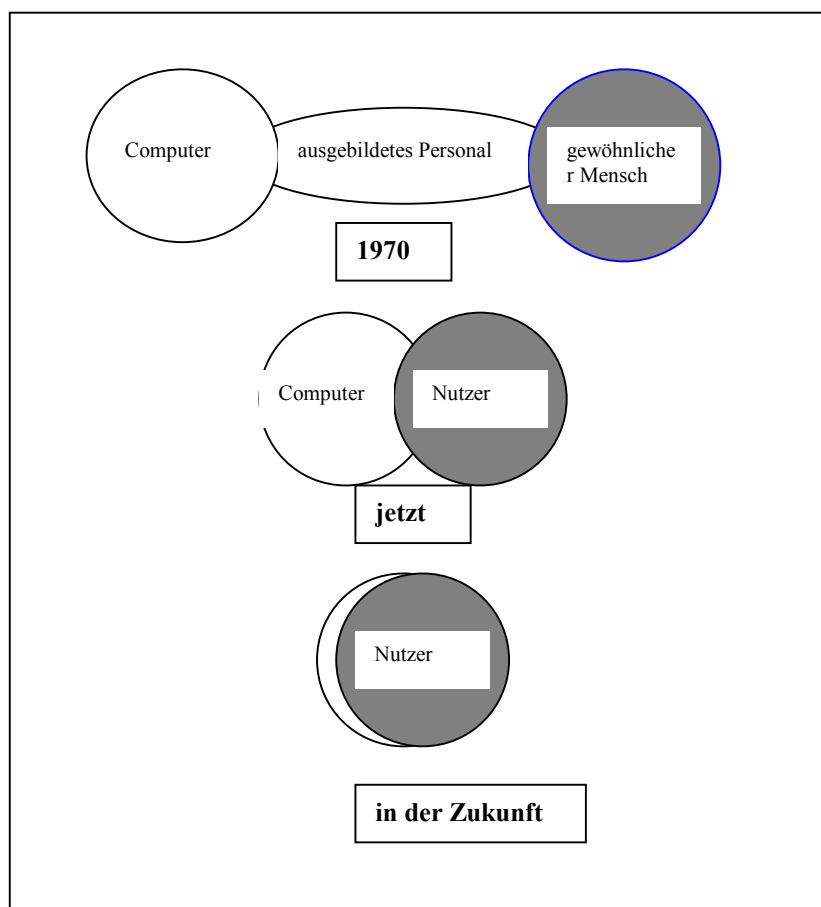 Computer
ausgebildetes Personal
gewöhnliche
r Mensch
1970
Computer
Nutzer
jetzt
Nutzer
in der Zukunft